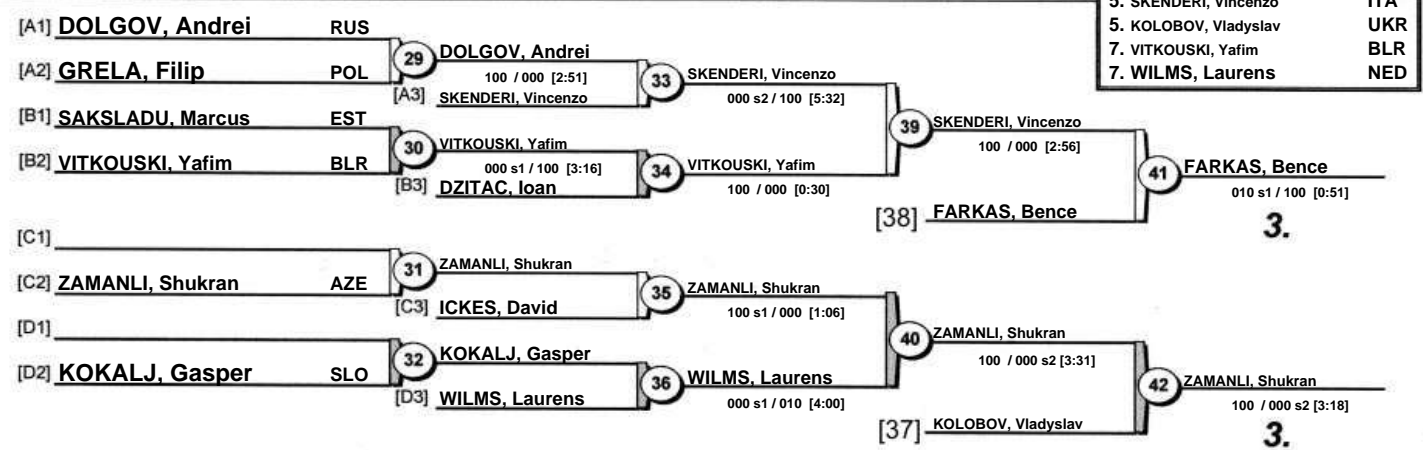 5. SKENDERI, Vincenzo ITA
5. KOLOBOV, Vladyslav UKR
7. VITKOUSKI, Yafim BLR
7. WILMS, Laurens NED
[A1] DOLGOV, Andrei RUS
29 DOLGOV, Andrei
100 / 000 [2:51]
[A2] GRELA, Filip POL
[A3] SKENDERI, Vincenzo
33 SKENDERI, Vincenzo
000 s2 / 100 [5:32]
[B1] SAKSLADU, Marcus EST
39 SKENDERI, Vincenzo
100 / 000 [2:56]
30 VITKOUSKI, Yafim
000 s1 / 100 [3:16]
[B2] VITKOUSKI, Yafim BLR
[B3] DZITAC, Ioan
34 VITKOUSKI, Yafim
100 / 000 [0:30]
41 FARKAS, Bence
010 s1 / 100 [0:51]
[38] FARKAS, Bence
3.
[C1]
31 ZAMANLI, Shukran
[C2] ZAMANLI, Shukran AZE
[C3] ICKES, David
35 ZAMANLI, Shukran
100 s1 / 000 [1:06]
[D1]
40 ZAMANLI, Shukran
100 / 000 s2 [3:31]
32 KOKALJ, Gasper
[D2] KOKALJ, Gasper SLO
[D3] WILMS, Laurens
36 WILMS, Laurens
000 s1 / 010 [4:00]
42 ZAMANLI, Shukran
100 / 000 s2 [3:18]
[37] KOLOBOV, Vladyslav
3.